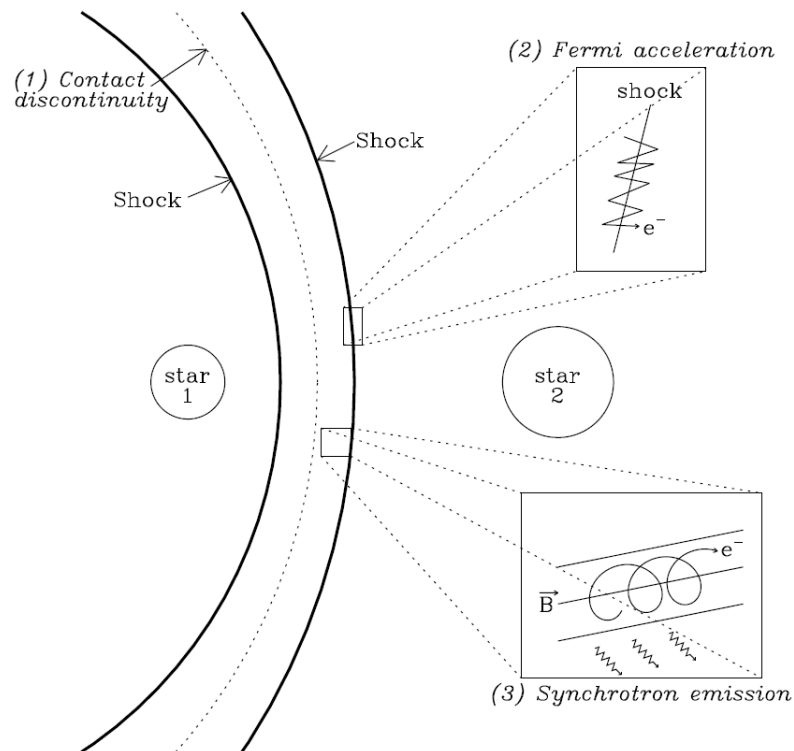 (2) Fermi acceleration
(1) Contact
discontinuity
shock
Shock
Shock
e⁻
star
1
star
2
e⁻
B⃗
(3) Synchrotron emission